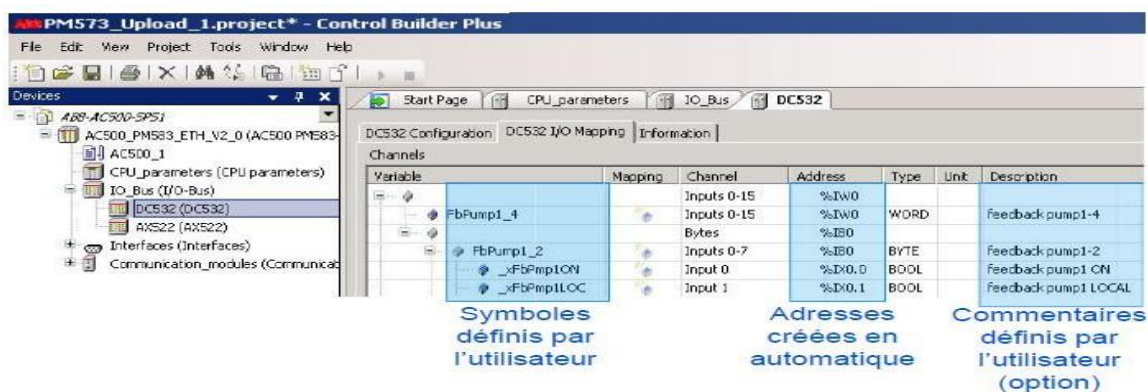 ABB PM573_Upload_1.project* - Control Builder Plus
File Edit View Project Tools Window Help
Devices
ABB-AC500-SPS1
AC500_PM583_ETH_V2_0 (AC500 PM583-
AC500_1
CPU_parameters (CPU parameters)
IO_Bus (I/O-Bus)
DC532 (DC532)
AX522 (AX522)
Interfaces (Interfaces)
Communication_modules (Communicat
Start Page CPU_parameters IO_Bus DC532
DC532 Configuration DC532 I/O Mapping Information
Channels
Variable Mapping Channel Address Type Unit Description
Inputs 0-15 %IW0
FbPump1_4 Inputs 0-15 %IW0 WORD feedback pump1-4
Bytes %IB0
FbPump1_2 Inputs 0-7 %IB0 BYTE feedback pump1-2
_xFbPmp1ON Input 0 %IX0.0 BOOL feedback pump1 ON
_xFbPmp1LOC Input 1 %IX0.1 BOOL feedback pump1 LOCAL
Symboles
définis par
l'utilisateur
Adresses
créées en
automatique
Commentaires
définis par
l'utilisateur
(option)